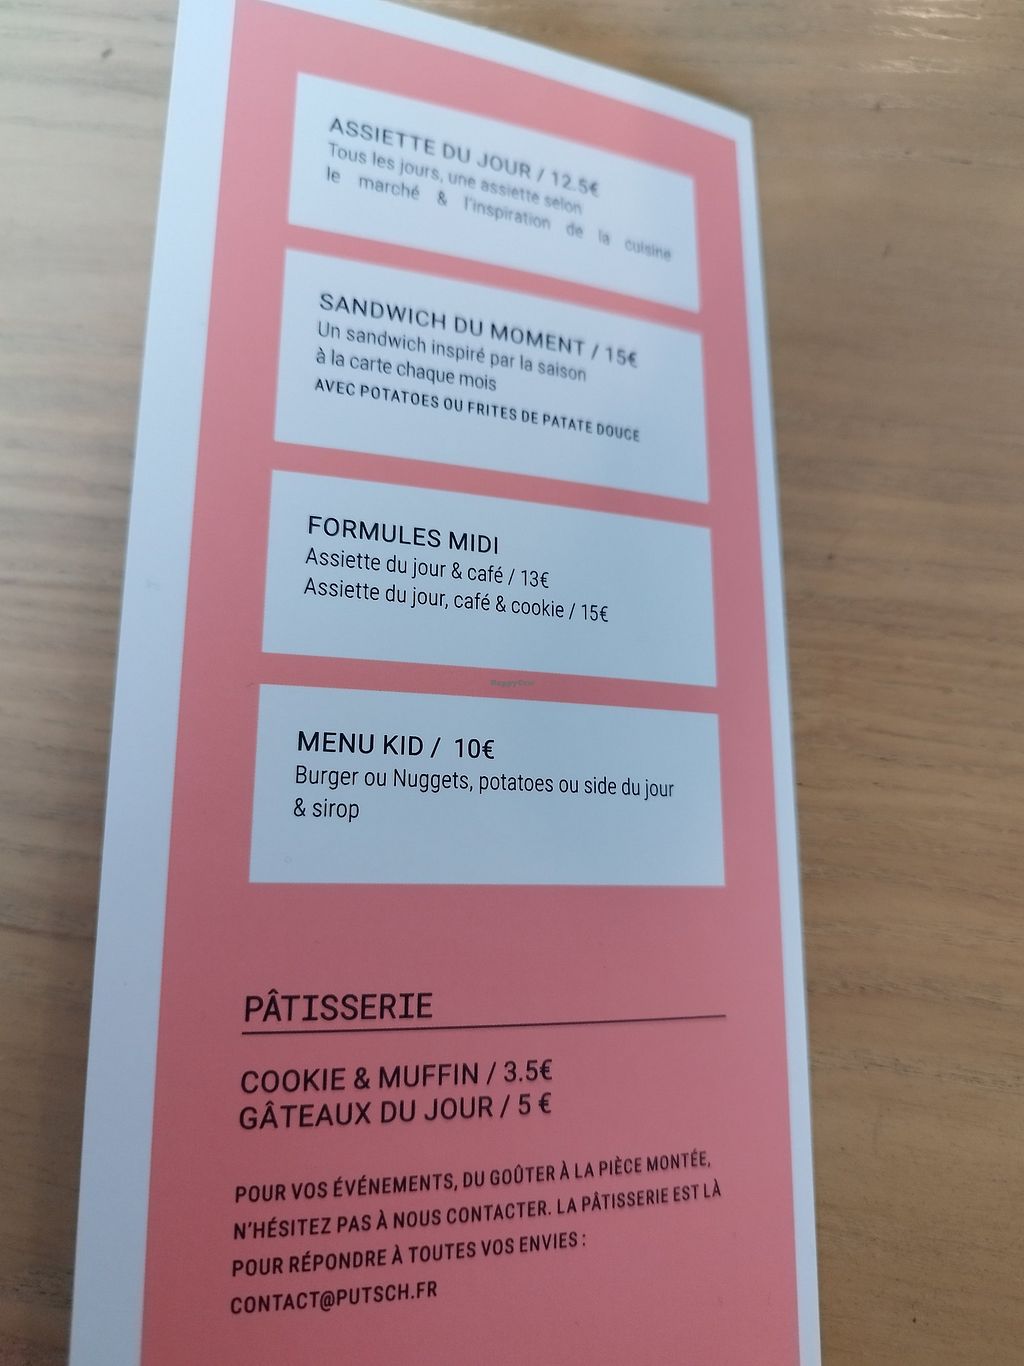 ASSIETTE DU JOUR / 12.5€
Tous les jours, une assiette selon
le marché & l'inspiration de la cuisine
SANDWICH DU MOMENT / 15€
Un sandwich inspiré par la saison
à la carte chaque mois
AVEC POTATOES OU FRITES DE PATATE DOUCE
FORMULES MIDI
Assiette du jour & café / 13€
Assiette du jour, café & cookie / 15€
HappyCow
MENU KID / 10€
Burger ou Nuggets, potatoes ou side du jour
& sirop
PÂTISSERIE
COOKIE & MUFFIN / 3.5€
GÂTEAUX DU JOUR / 5 €
POUR VOS ÉVÉNEMENTS, DU GOÛTER À LA PIÈCE MONTÉE,
N'HÉSITEZ PAS À NOUS CONTACTER. LA PÂTISSERIE EST LÀ
POUR RÉPONDRE À TOUTES VOS ENVIES :
CONTACT@PUTSCH.FR